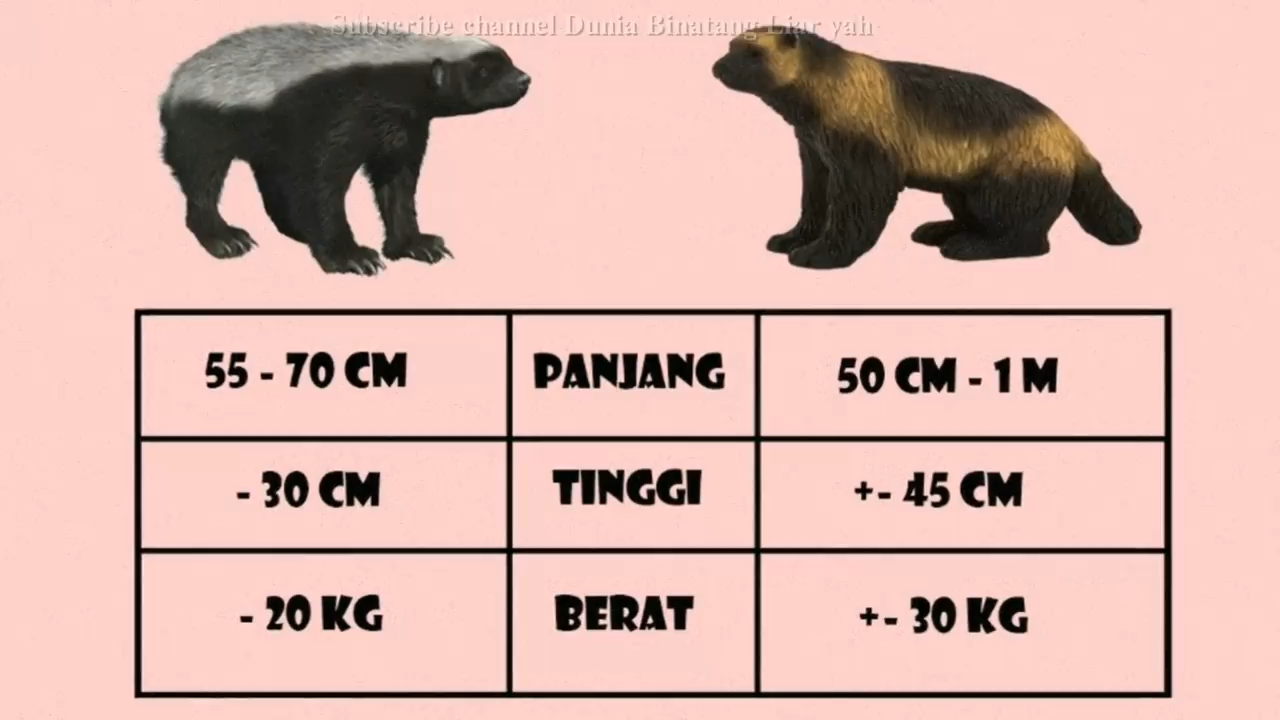 Subscribe channel Dunia Binatang Liar yah
55 - 70 CM PANJANG 50 CM - 1 M
- 30 CM TINGGI +- 45 CM
- 20 KG BERAT +- 30 KG